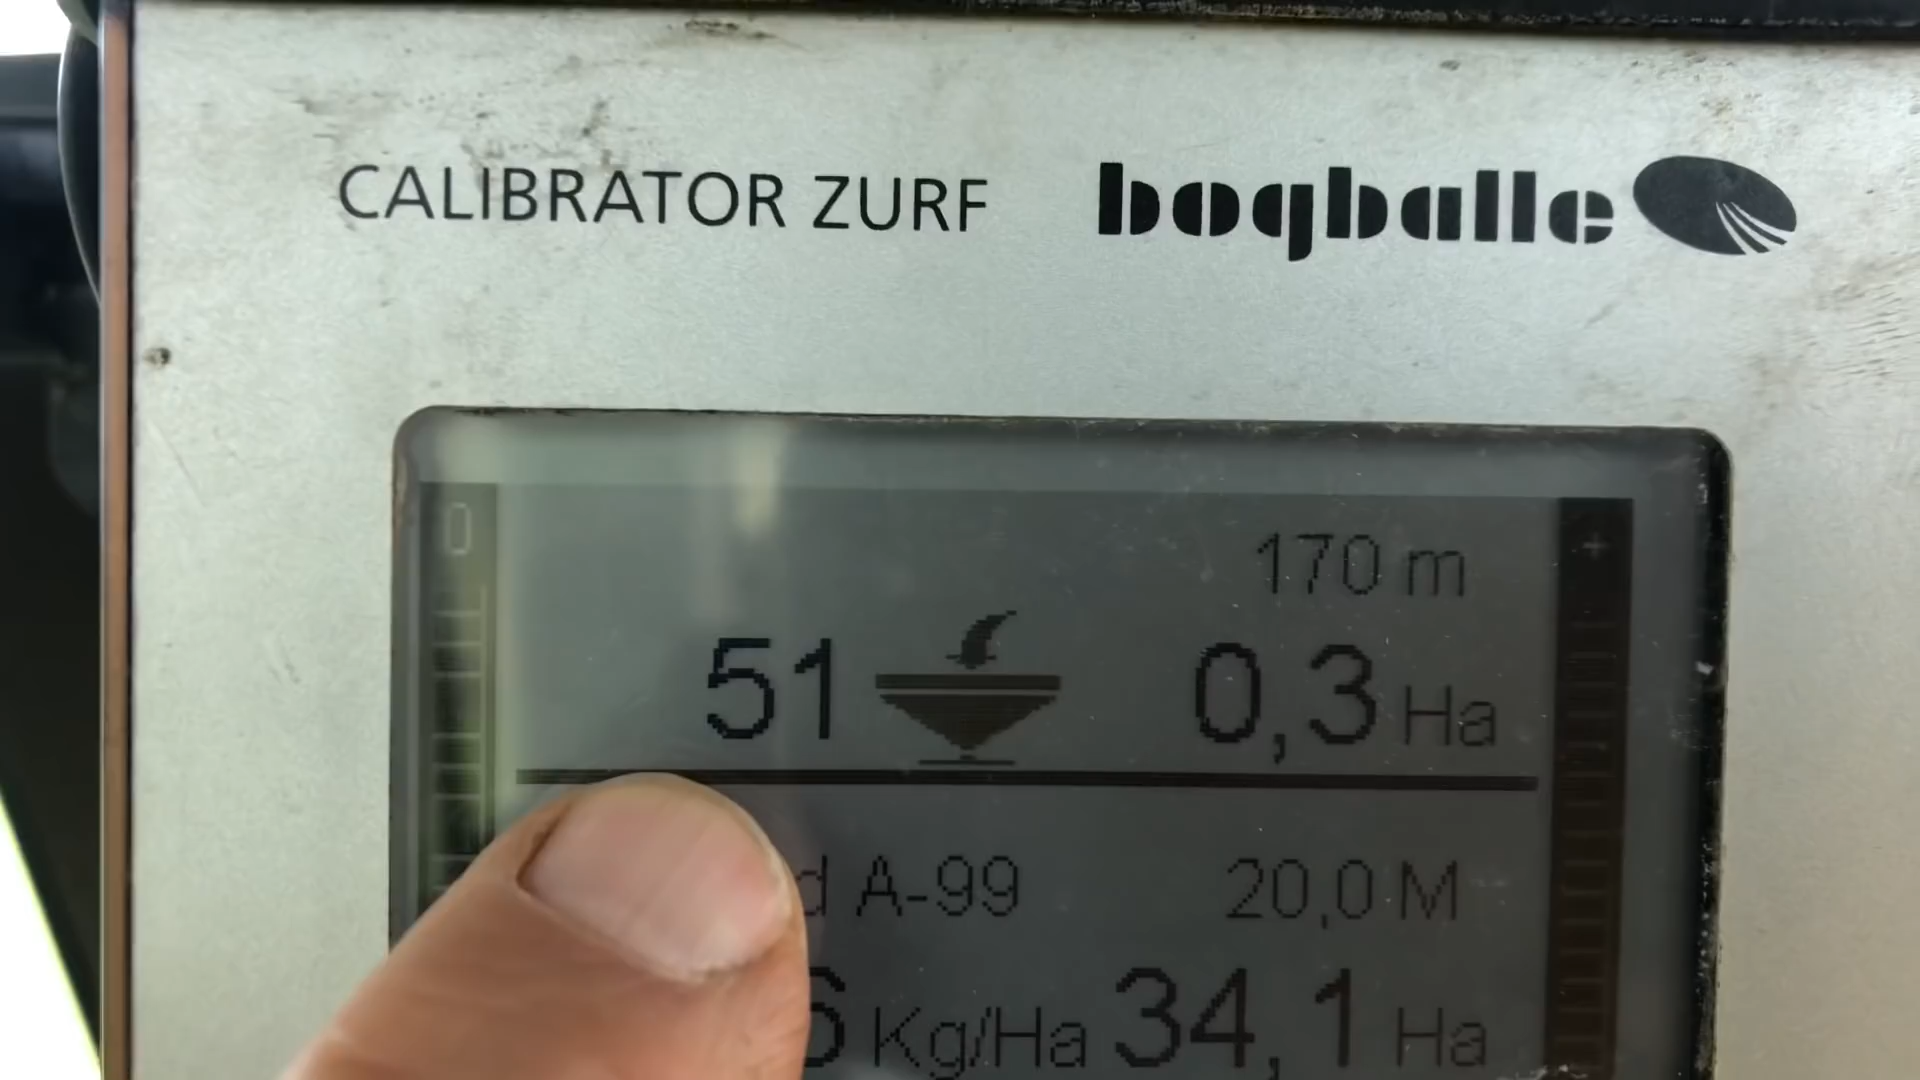 CALIBRATOR ZURF bogballe
0
170 m +
51 0,3 Ha
A-99 20,0 M
Kg/Ha 34,1 Ha